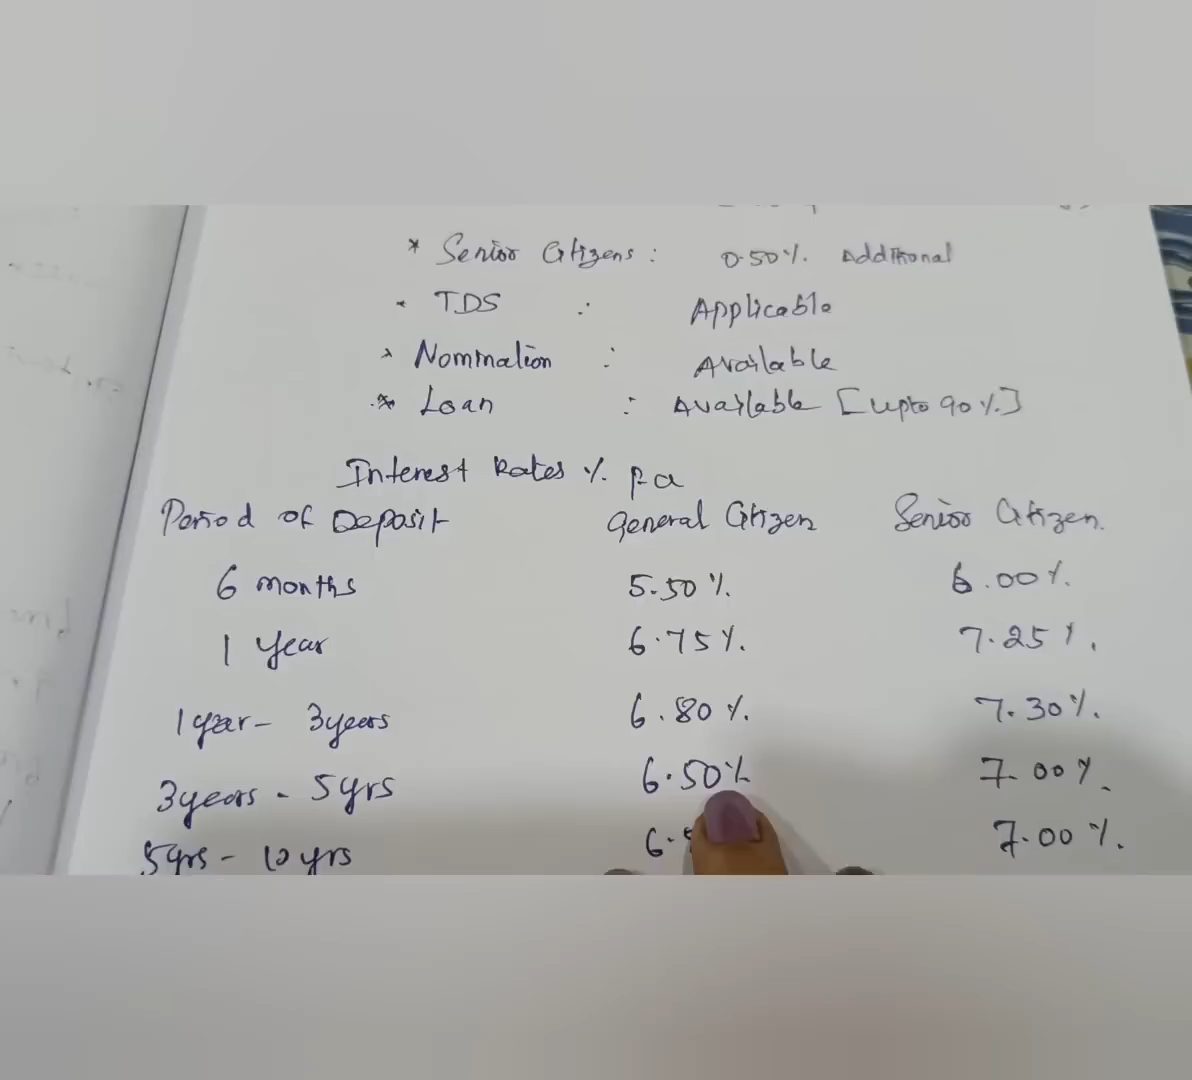 * Senior Citizens : 0.50% Additional
* TDS : Applicable
* Nommation : Available
* Loan : Available [upto 90%]
Interest Rates % pa
Period of Deposit General Citizen Senior Citizen
6 months 5.50% 6.00%
1 year 6.75% 7.25%
1 year - 3 years 6.80% 7.30%
3 years - 5 yrs 6.50% 7.00%
5 yrs - 10 yrs 7.00%